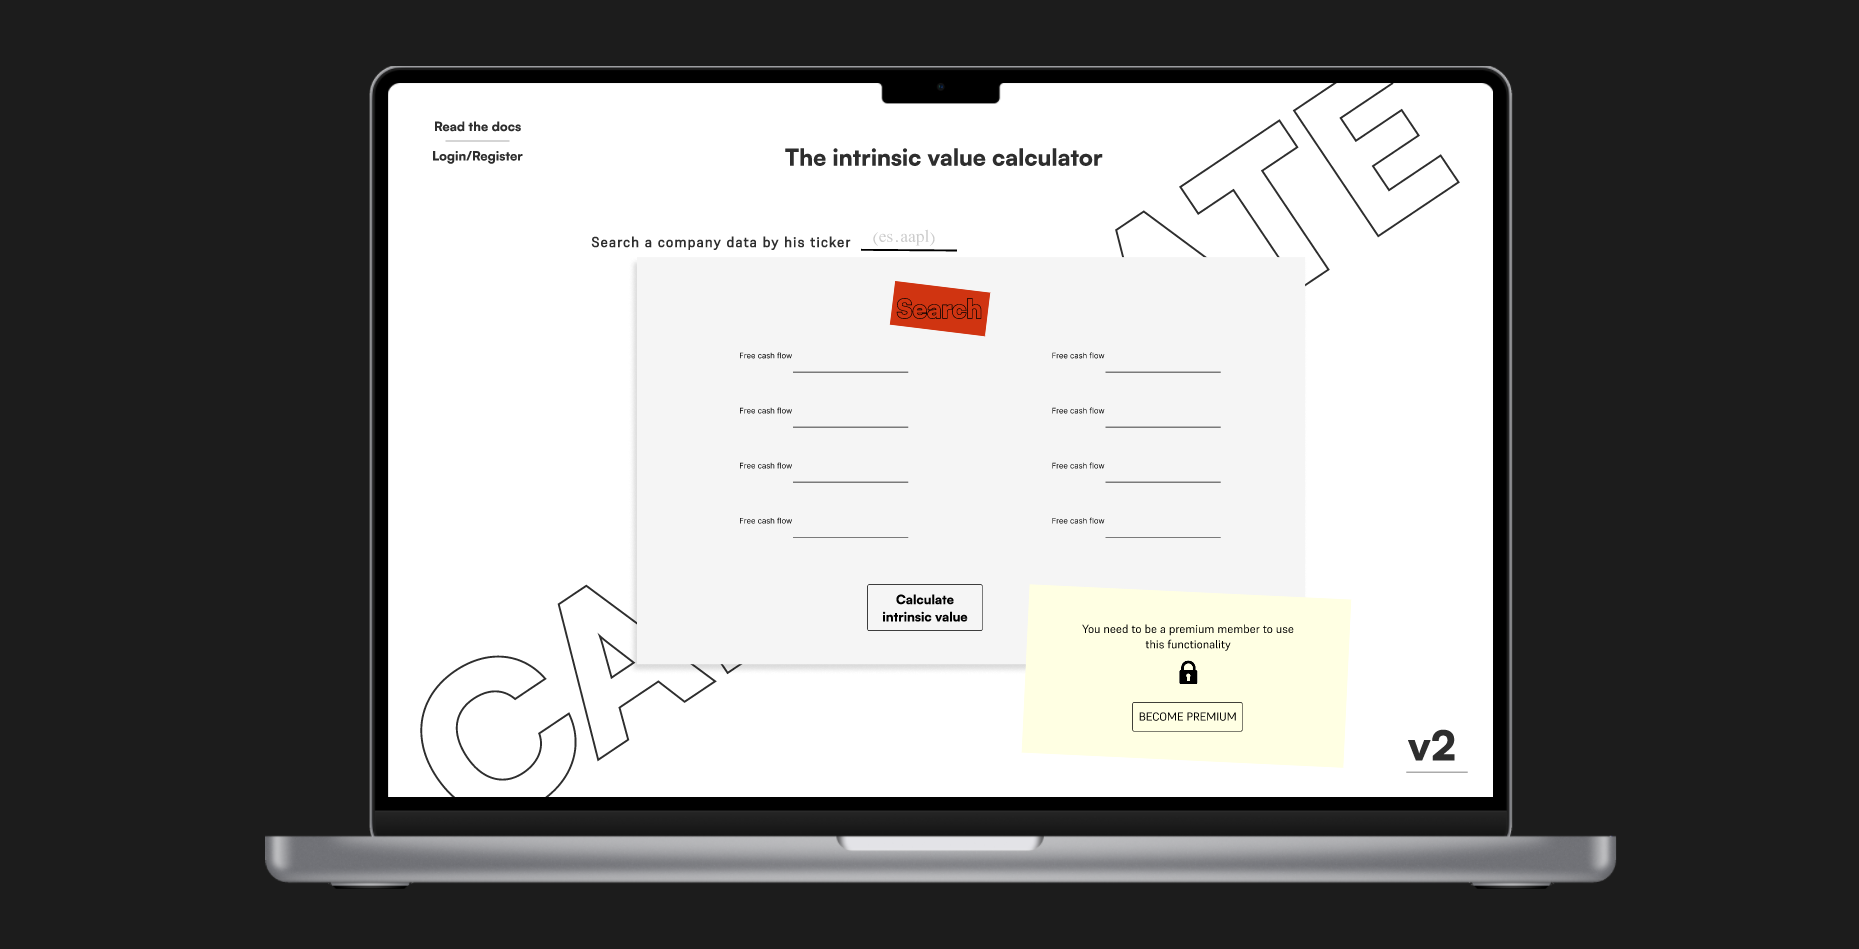 Read the docs
Login/Register
The intrinsic value calculator
Search a company data by his ticker (es.aapl)
Search
Free cash flow Free cash flow
Free cash flow Free cash flow
Free cash flow Free cash flow
Free cash flow Free cash flow
Calculate
intrinsic value
You need to be a premium member to use
this functionality
BECOME PREMIUM
v2
CA
ATE